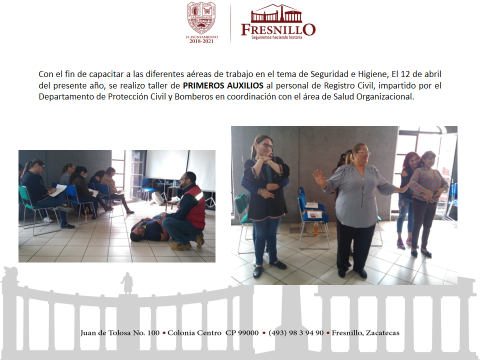 H. AYUNTAMIENTO
2018-2021
FRESNILLO
Seguiremos haciendo historia
Con el fin de capacitar a las diferentes aéreas de trabajo en el tema de Seguridad e Higiene, El 12 de abril
del presente año, se realizo taller de PRIMEROS AUXILIOS al personal de Registro Civil, impartido por el
Departamento de Protección Civil y Bomberos en coordinación con el área de Salud Organizacional.
Juan de Tolosa No. 100 • Colonia Centro CP 99000 • (493) 98 3 94 90 • Fresnillo, Zacatecas